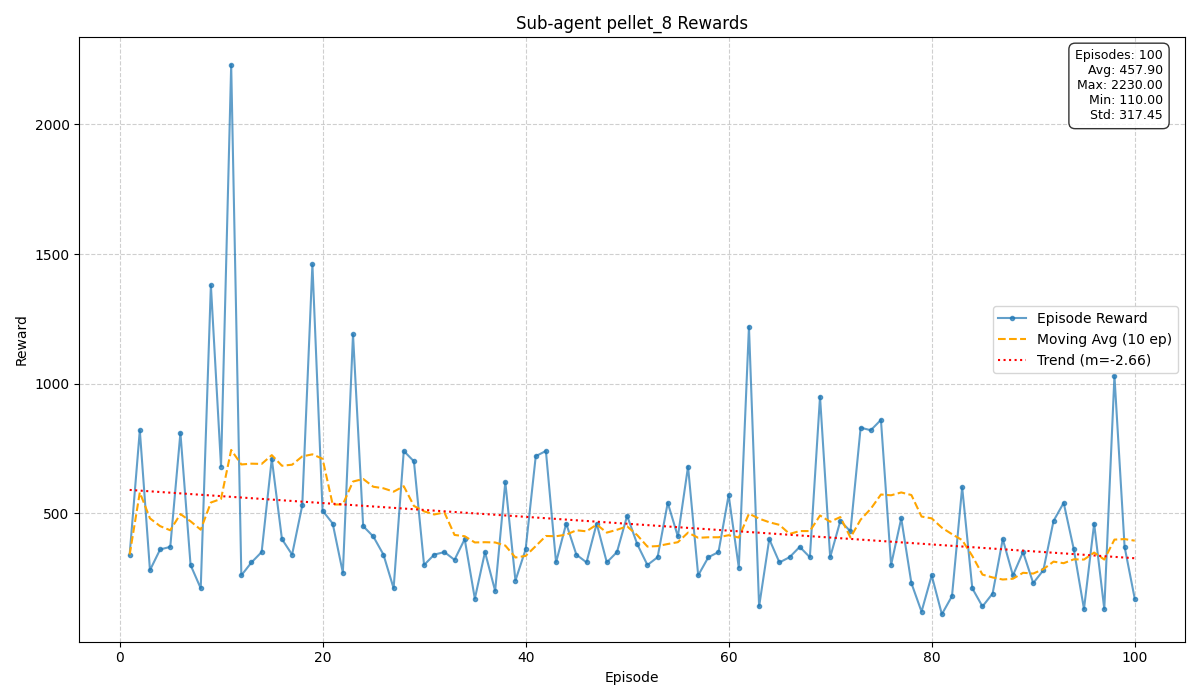 Sub-agent pellet_8 Rewards
Episodes: 100
Avg: 457.90
Max: 2230.00
Min: 110.00
Std: 317.45
2000
1500
1000
500
Reward
Episode Reward
Moving Avg (10 ep)
Trend (m=-2.66)
0 20 40 60 80 100
Episode